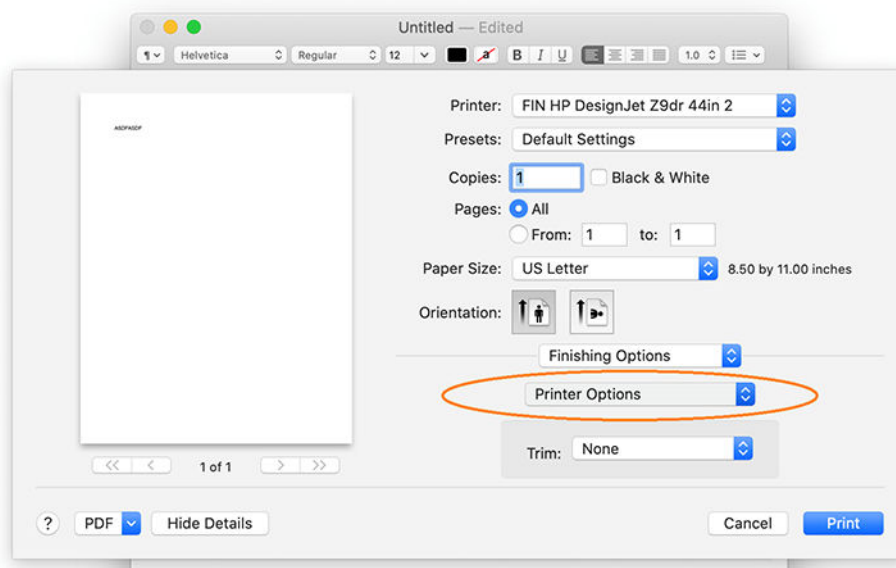 Untitled — Edited
¶ Helvetica Regular 12 a B I U 1.0
ASDFASDF
Printer: FIN HP DesignJet Z9dr 44in 2
Presets: Default Settings
Copies: 1 Black & White
Pages: All
From: 1 to: 1
Paper Size: US Letter 8.50 by 11.00 inches
Orientation:
Finishing Options
Printer Options
Trim: None
1 of 1
? PDF Hide Details Cancel Print